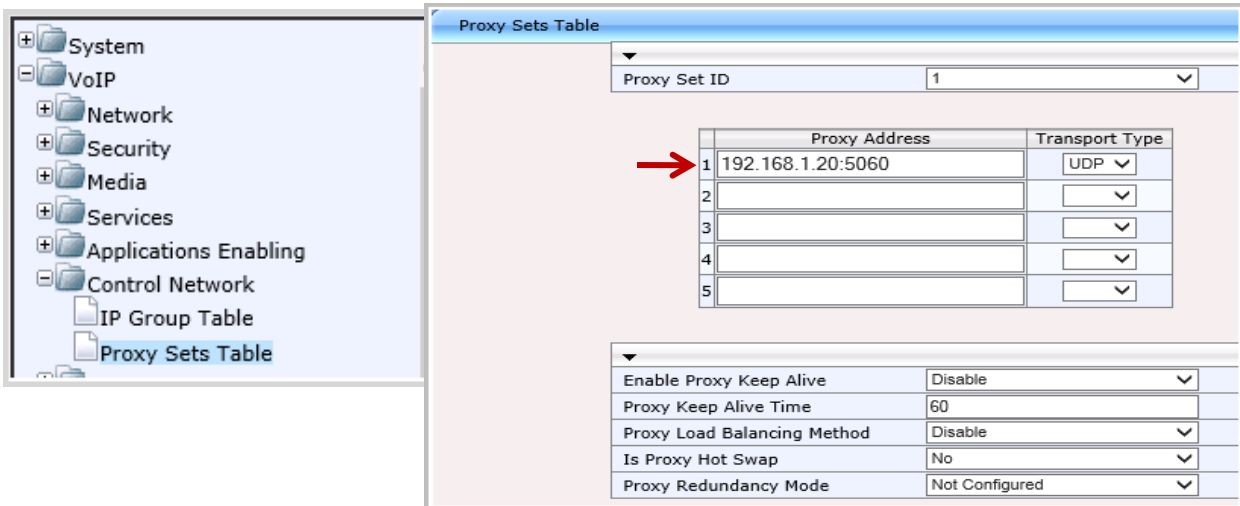 System
VoIP
Network
Security
Media
Services
Applications Enabling
Control Network
IP Group Table
Proxy Sets Table
Proxy Sets Table
Proxy Set ID 1
Proxy Address Transport Type
1 192.168.1.20:5060 UDP
2
3
4
5
Enable Proxy Keep Alive Disable
Proxy Keep Alive Time 60
Proxy Load Balancing Method Disable
Is Proxy Hot Swap No
Proxy Redundancy Mode Not Configured